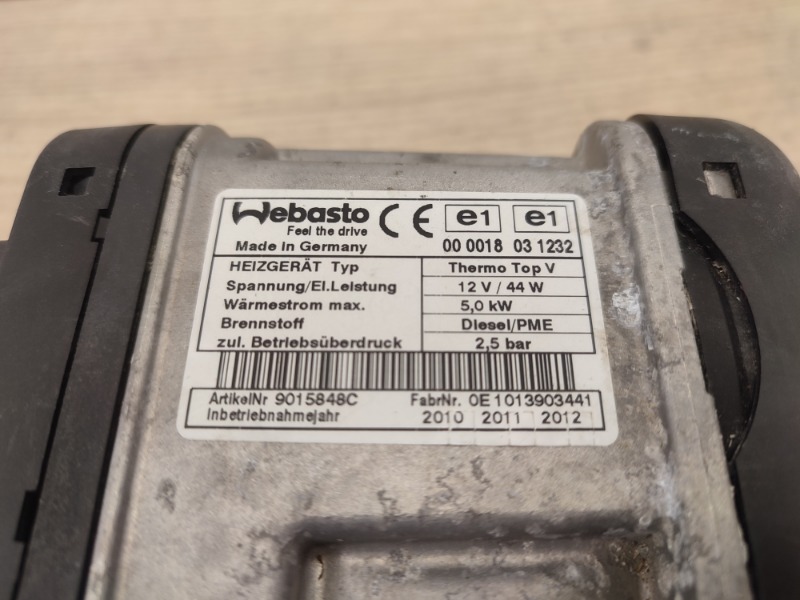 Webasto CE e1 e1
Feel the drive
Made in Germany 00 0018 03 1232
HEIZGERÄT Typ Thermo Top V
Spannung/El.Leistung 12 V / 44 W
Wärmestrom max. 5,0 kW
Brennstoff Diesel/PME
zul. Betriebsüberdruck 2,5 bar
ArtikelNr 9015848C FabrNr. 0E1013903441
Inbetriebnahmejahr 2010 2011 2012